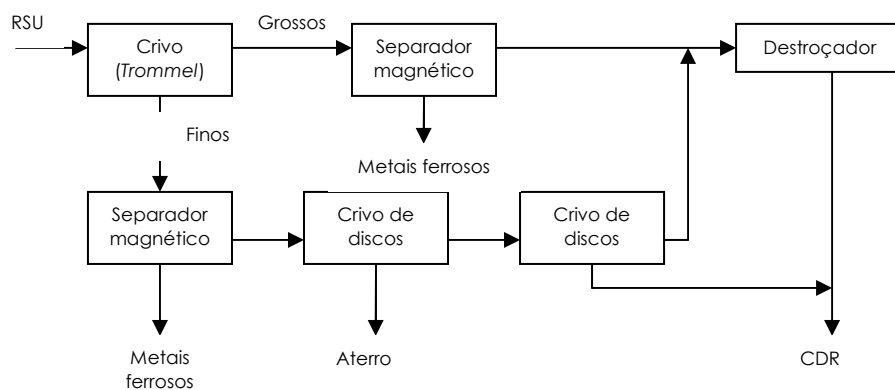 RSU
Grossos
Crivo
(Trommel)
Separador
magnético
Destroçador
Finos
Metais ferrosos
Separador
magnético
Crivo de
discos
Crivo de
discos
Metais
ferrosos
Aterro
CDR